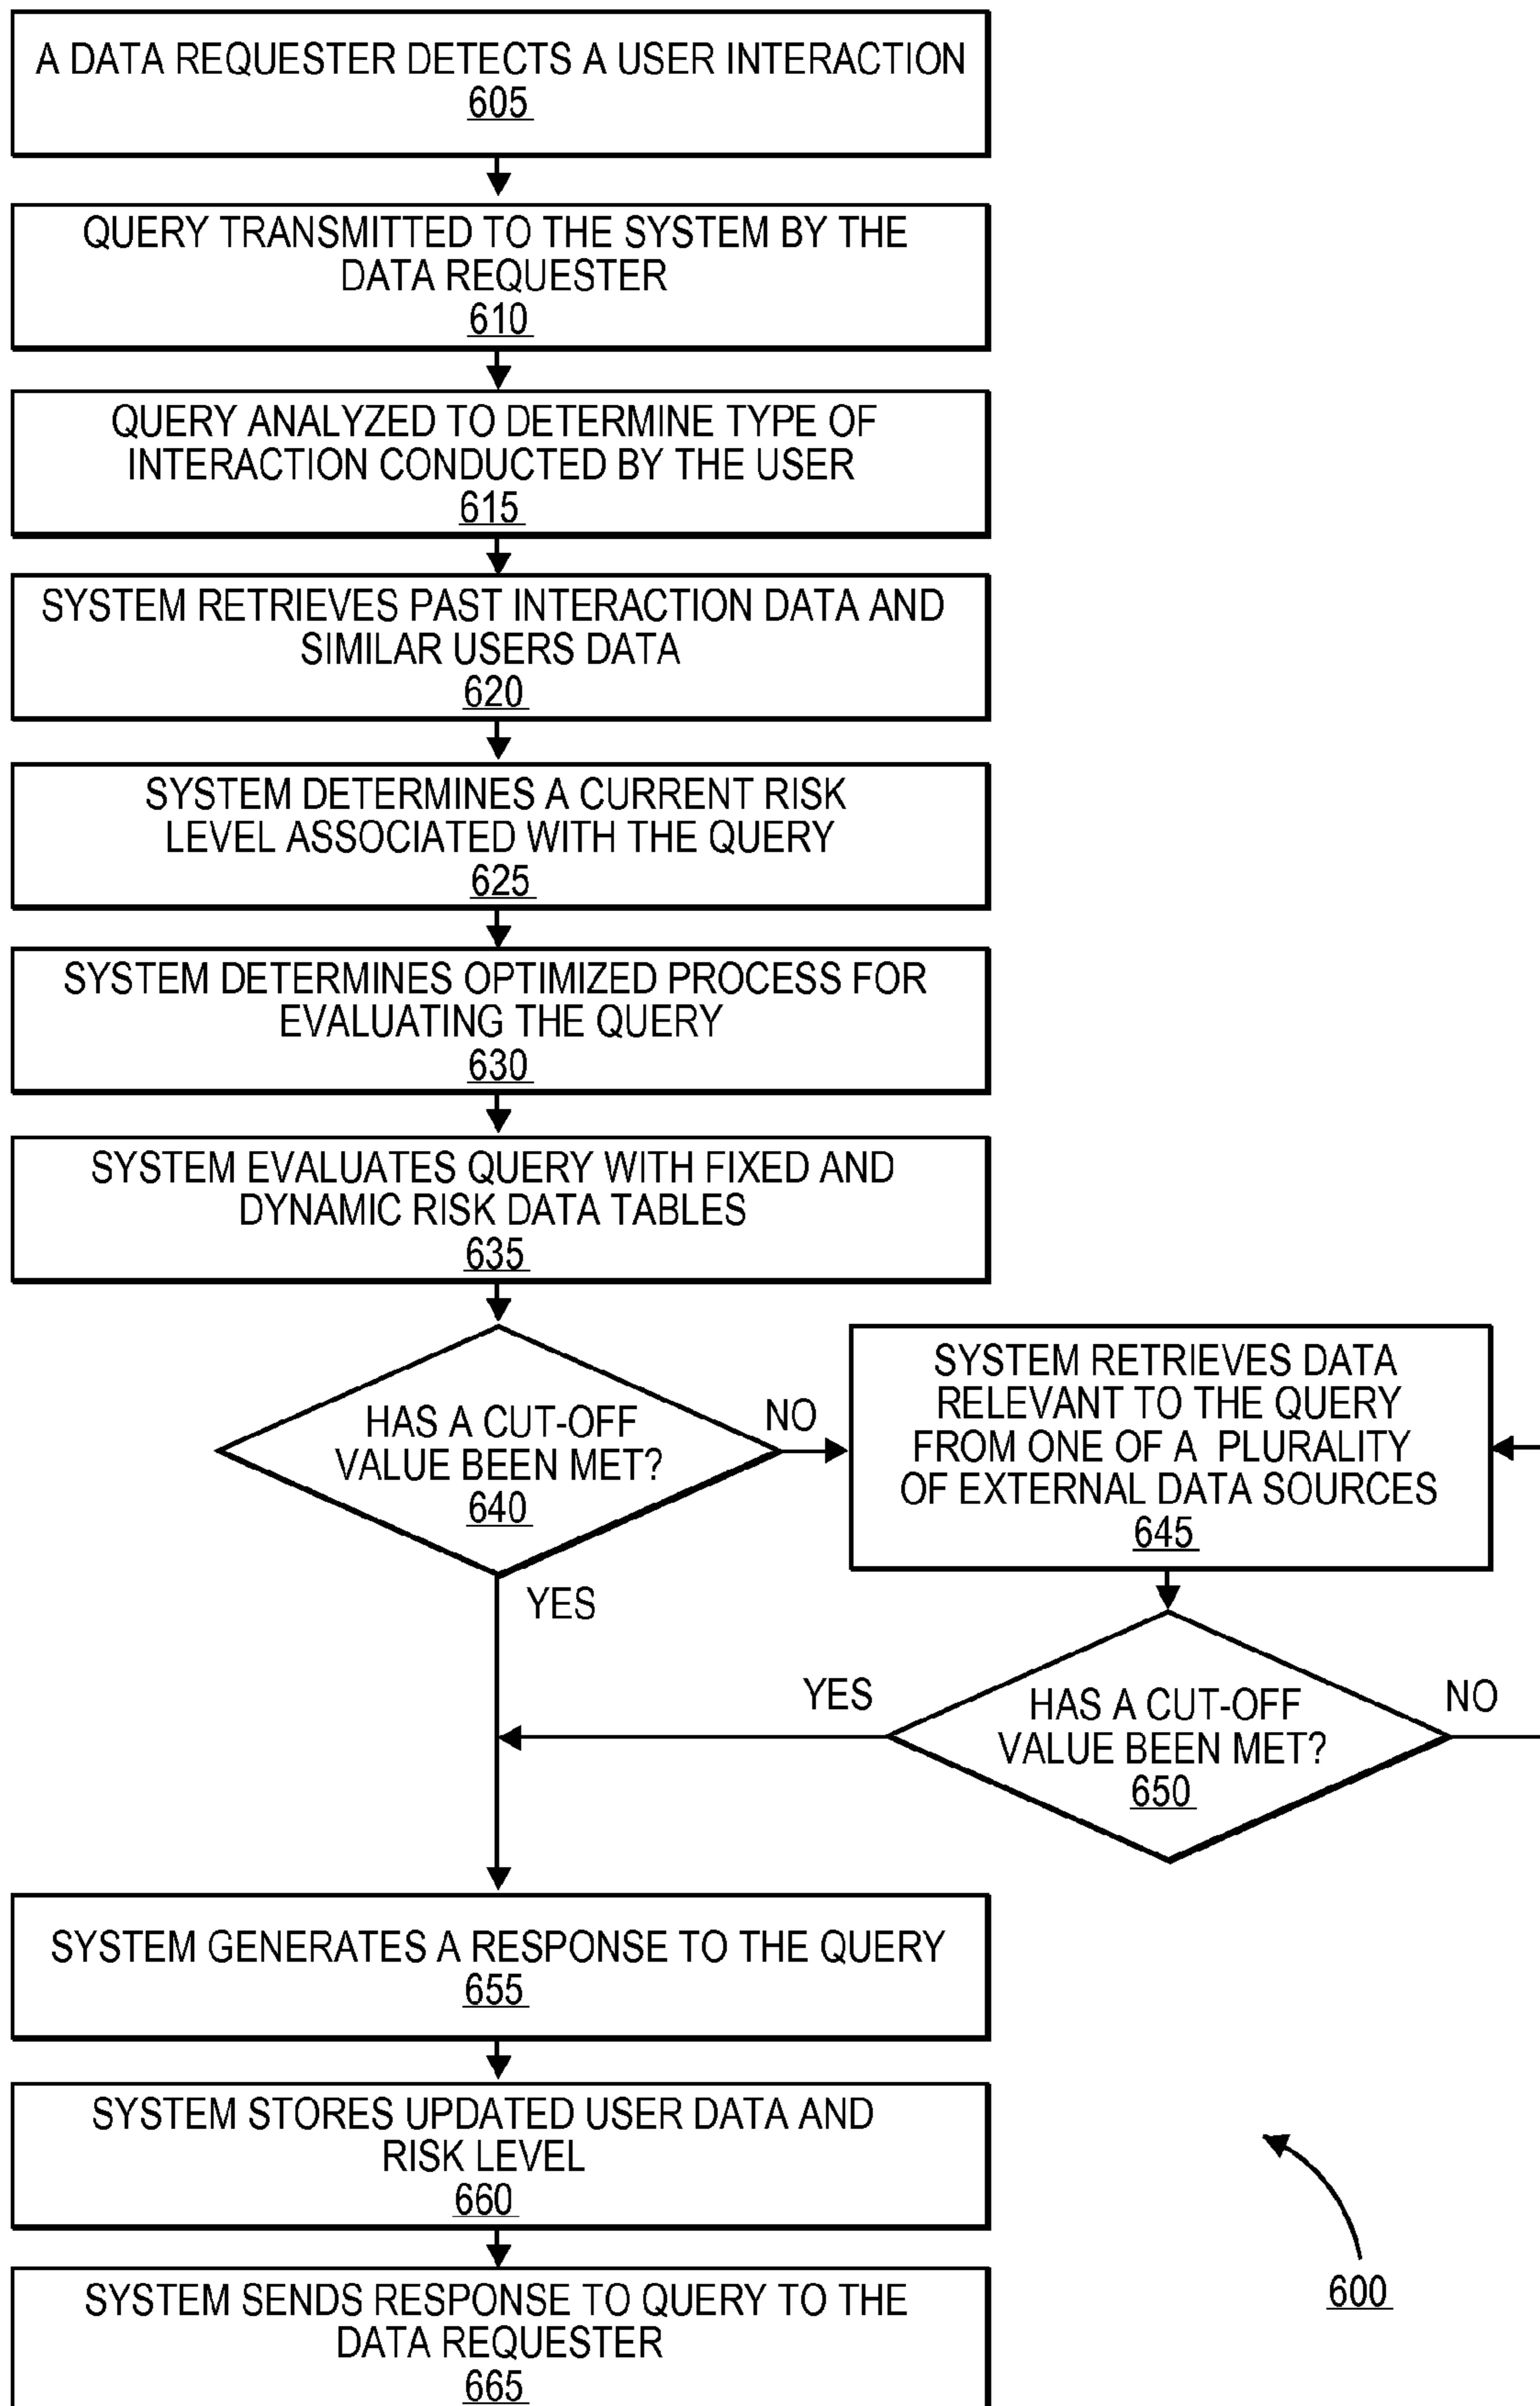 A DATA REQUESTER DETECTS A USER INTERACTION
605
QUERY TRANSMITTED TO THE SYSTEM BY THE
DATA REQUESTER
610
QUERY ANALYZED TO DETERMINE TYPE OF
INTERACTION CONDUCTED BY THE USER
615
SYSTEM RETRIEVES PAST INTERACTION DATA AND
SIMILAR USERS DATA
620
SYSTEM DETERMINES A CURRENT RISK
LEVEL ASSOCIATED WITH THE QUERY
625
SYSTEM DETERMINES OPTIMIZED PROCESS FOR
EVALUATING THE QUERY
630
SYSTEM EVALUATES QUERY WITH FIXED AND
DYNAMIC RISK DATA TABLES
635
HAS A CUT-OFF
VALUE BEEN MET?
640
NO
YES
SYSTEM RETRIEVES DATA
RELEVANT TO THE QUERY
FROM ONE OF A PLURALITY
OF EXTERNAL DATA SOURCES
645
YES
HAS A CUT-OFF
VALUE BEEN MET?
650
NO
SYSTEM GENERATES A RESPONSE TO THE QUERY
655
SYSTEM STORES UPDATED USER DATA AND
RISK LEVEL
660
SYSTEM SENDS RESPONSE TO QUERY TO THE
DATA REQUESTER
665
600